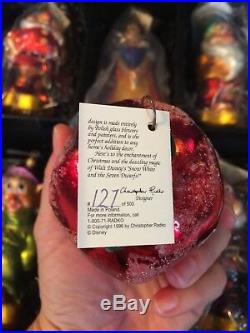 design is made entirely
by Polish glass blowers
and painters, and is the
perfect addition to any
home's holiday decor.
Here's to the enchantment of
Christmas and the dazzling magic
of Walt Disney's "Snow White
and the Seven Dwarfs!"
# 127 Christopher Radko
Designer
of 500
Made in Poland
For more information, call
1-800-71-RADKO
© Copyright 1996 by Christopher Radko
© Disney